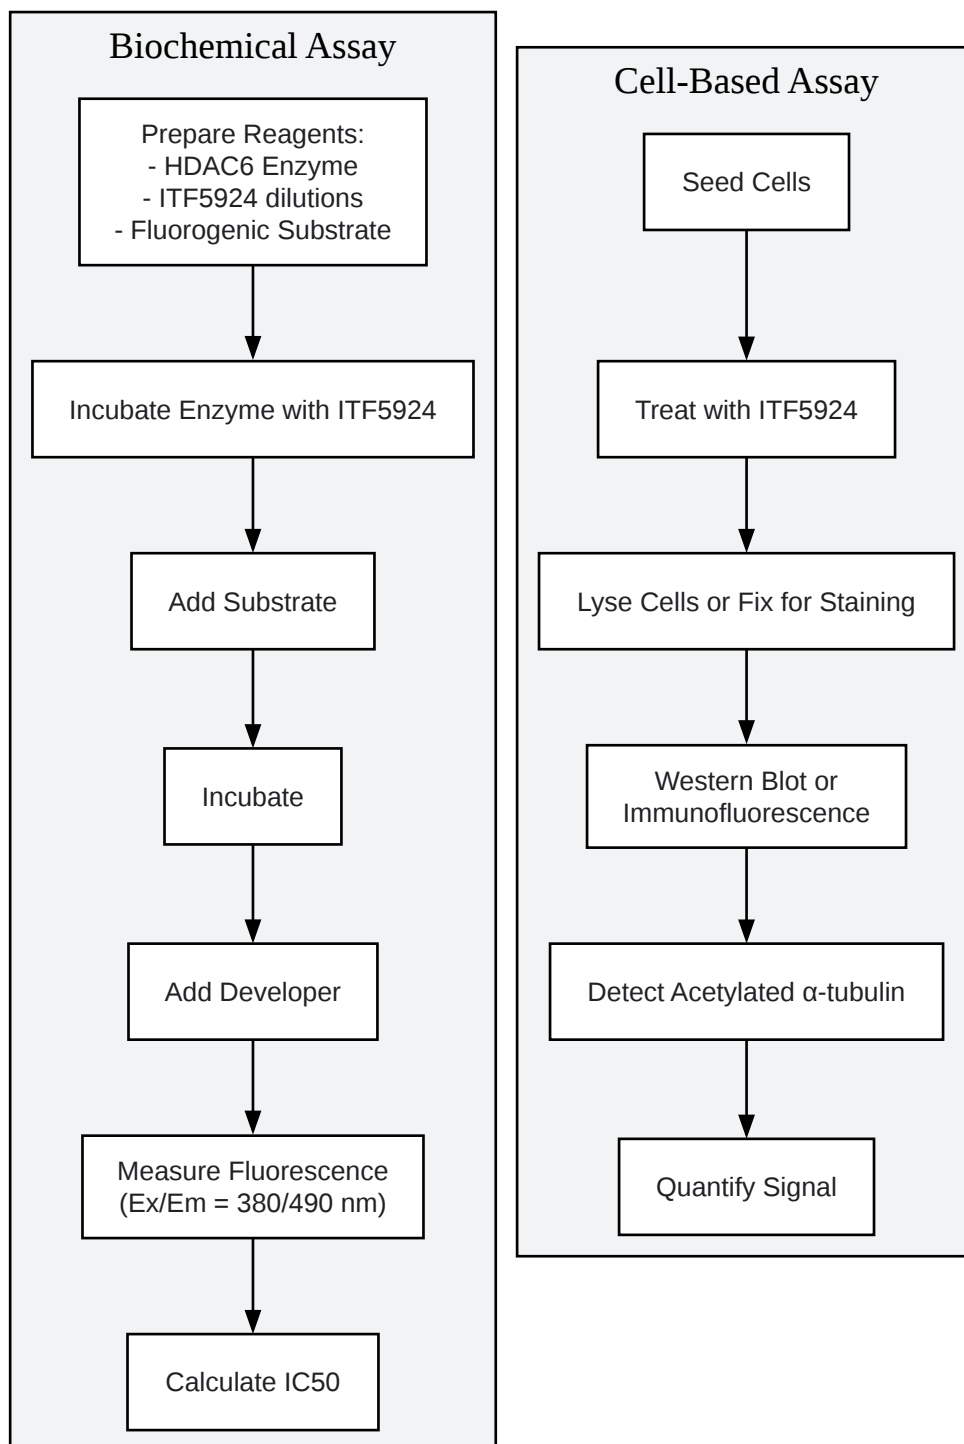 Biochemical Assay
Prepare Reagents:
- HDAC6 Enzyme
- ITF5924 dilutions
- Fluorogenic Substrate
Incubate Enzyme with ITF5924
Add Substrate
Incubate
Add Developer
Measure Fluorescence
(Ex/Em = 380/490 nm)
Calculate IC50
Cell-Based Assay
Seed Cells
Treat with ITF5924
Lyse Cells or Fix for Staining
Western Blot or
Immunofluorescence
Detect Acetylated α-tubulin
Quantify Signal